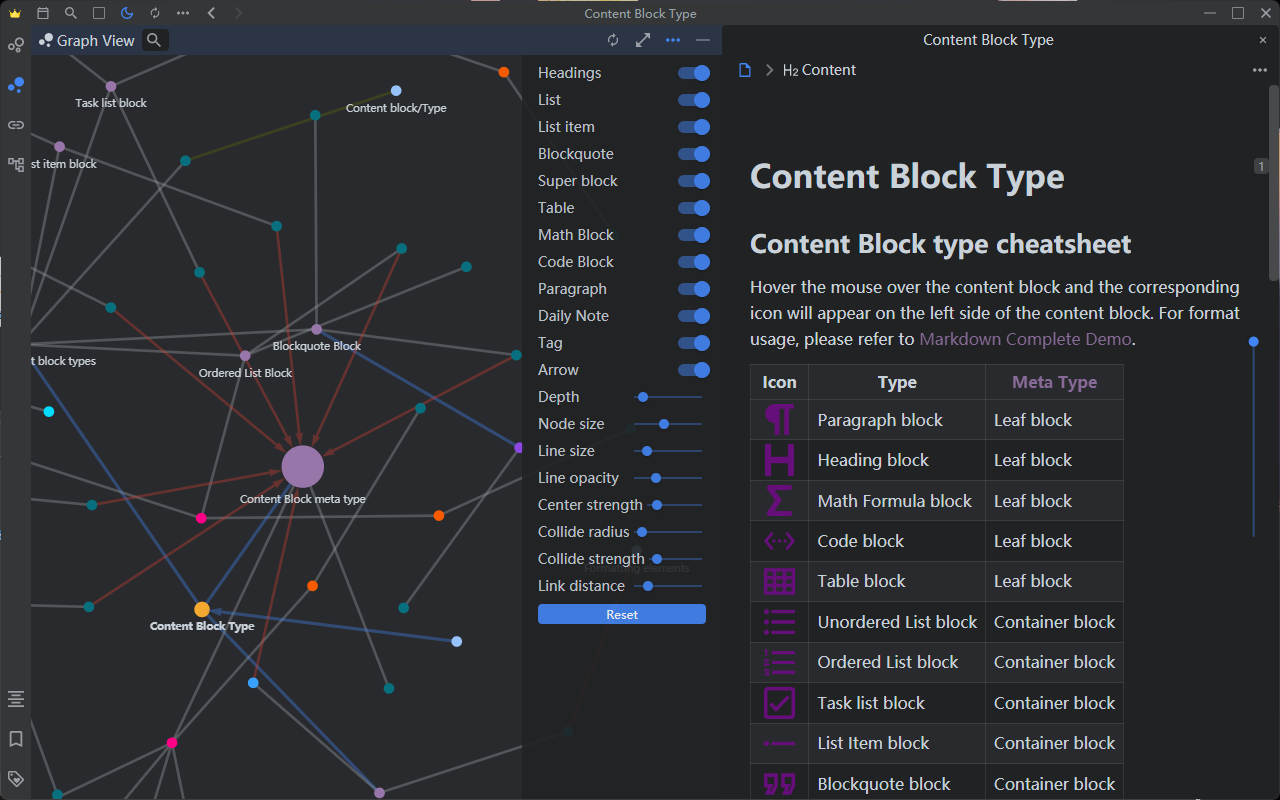 Content Block Type
Graph View
Task list block
Content block/Type
st item block
Blockquote Block
t block types
Ordered List Block
Content Block meta type
Content Block Type
Headings
List
List item
Blockquote
Super block
Table
Math Block
Code Block
Paragraph
Daily Note
Tag
Arrow
Depth
Node size
Line size
Line opacity
Center strength
Collide radius
Collide strength
Formatting elements
Link distance
Reset
Content Block Type
H2 Content
1
Content Block Type
Content Block type cheatsheet
Hover the mouse over the content block and the corresponding
icon will appear on the left side of the content block. For format
usage, please refer to Markdown Complete Demo.
Icon Type Meta Type
Paragraph block Leaf block
Heading block Leaf block
Math Formula block Leaf block
Code block Leaf block
Table block Leaf block
Unordered List block Container block
Ordered List block Container block
Task list block Container block
List Item block Container block
Blockquote block Container block